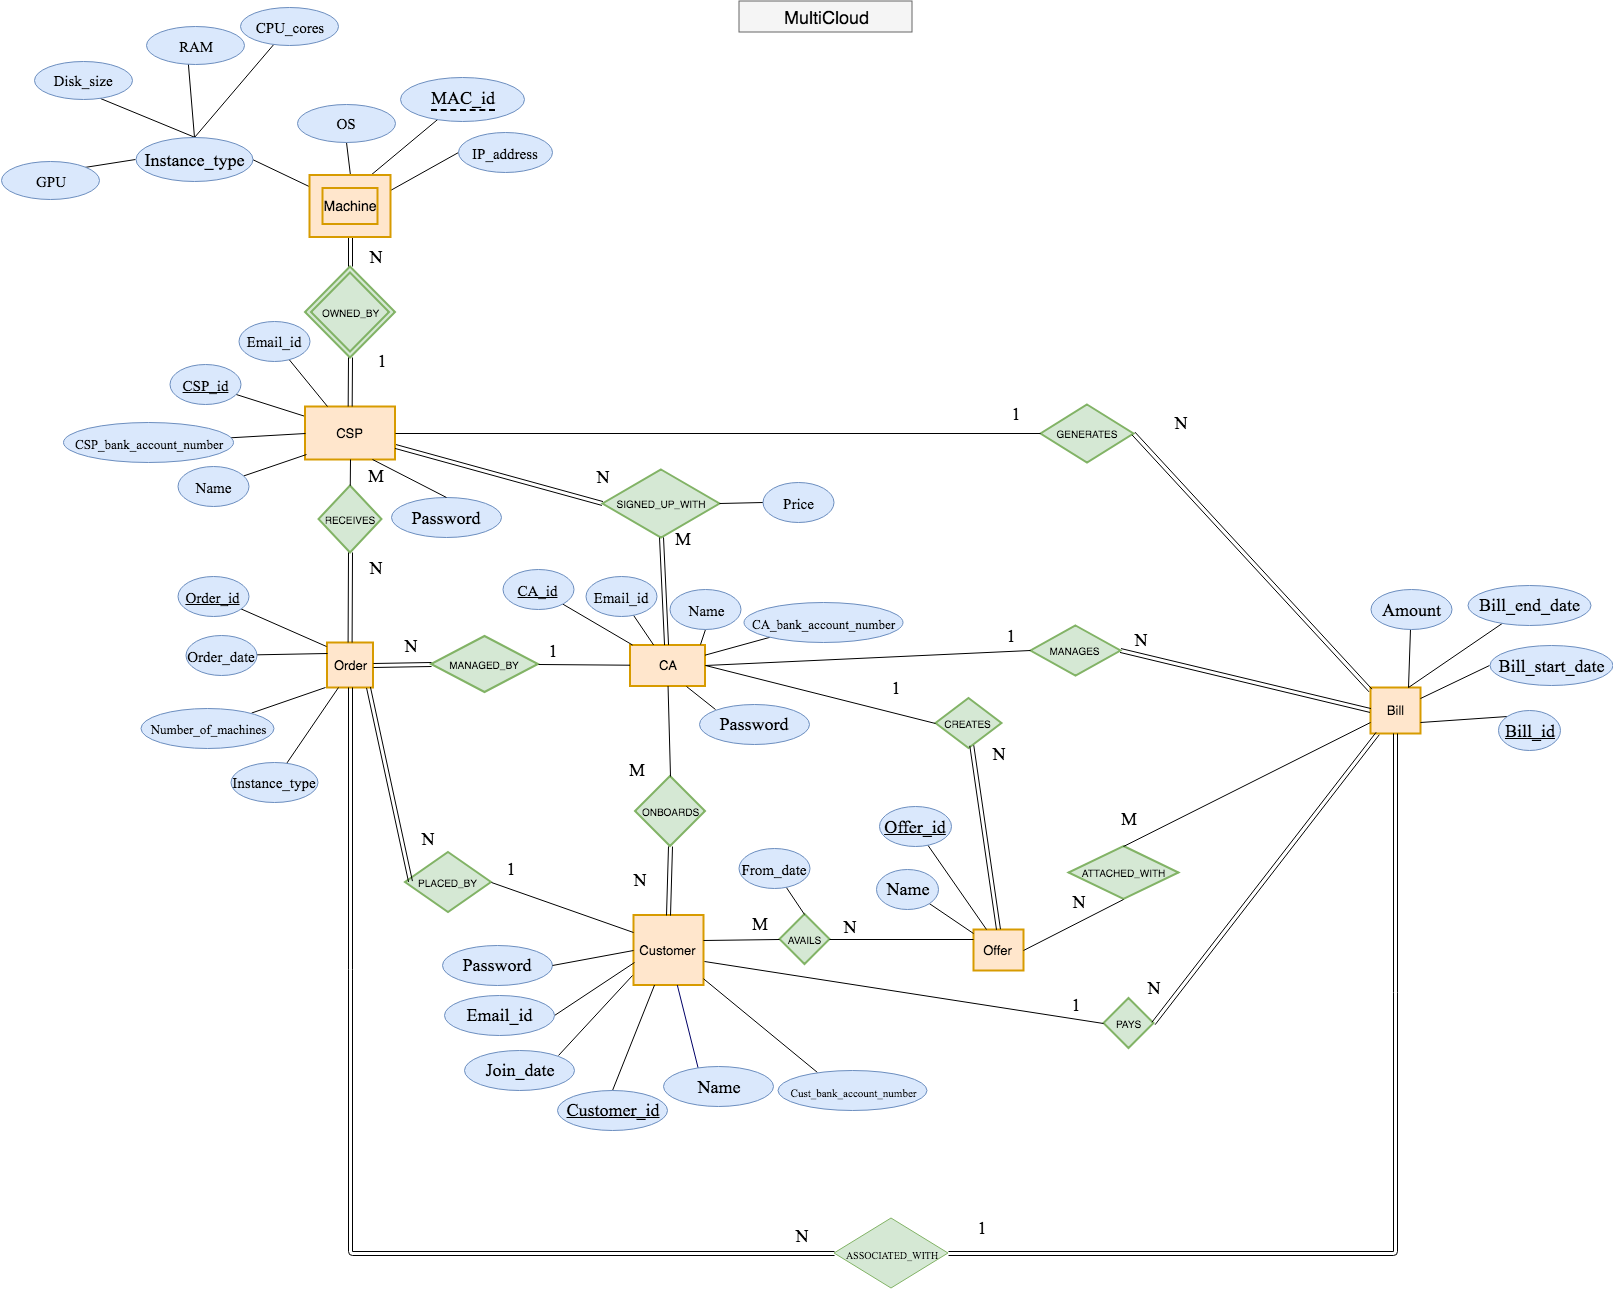 MultiCloud
CPU_cores
RAM
Disk_size
MAC_id
OS
IP_address
Instance_type
GPU
Machine
N
OWNED_BY
1
Email_id
CSP_id
CSP_bank_account_number
CSP
Name
M
Password
RECEIVES
N
1
GENERATES
N
N
SIGNED_UP_WITH
Price
M
Order_id
Order_date
Order
Number_of_machines
Instance_type
N
MANAGED_BY
1
CA_id
Email_id
Name
CA_bank_account_number
CA
Password
1
MANAGES
N
Amount
Bill_end_date
Bill_start_date
Bill
Bill_id
1
CREATES
N
M
ONBOARDS
N
N
PLACED_BY
1
Offer_id
Name
Offer
From_date
M
AVAILS
N
M
ATTACHED_WITH
N
Customer
Password
Email_id
Join_date
Customer_id
Name
Cust_bank_account_number
1
PAYS
N
N
ASSOCIATED_WITH
1